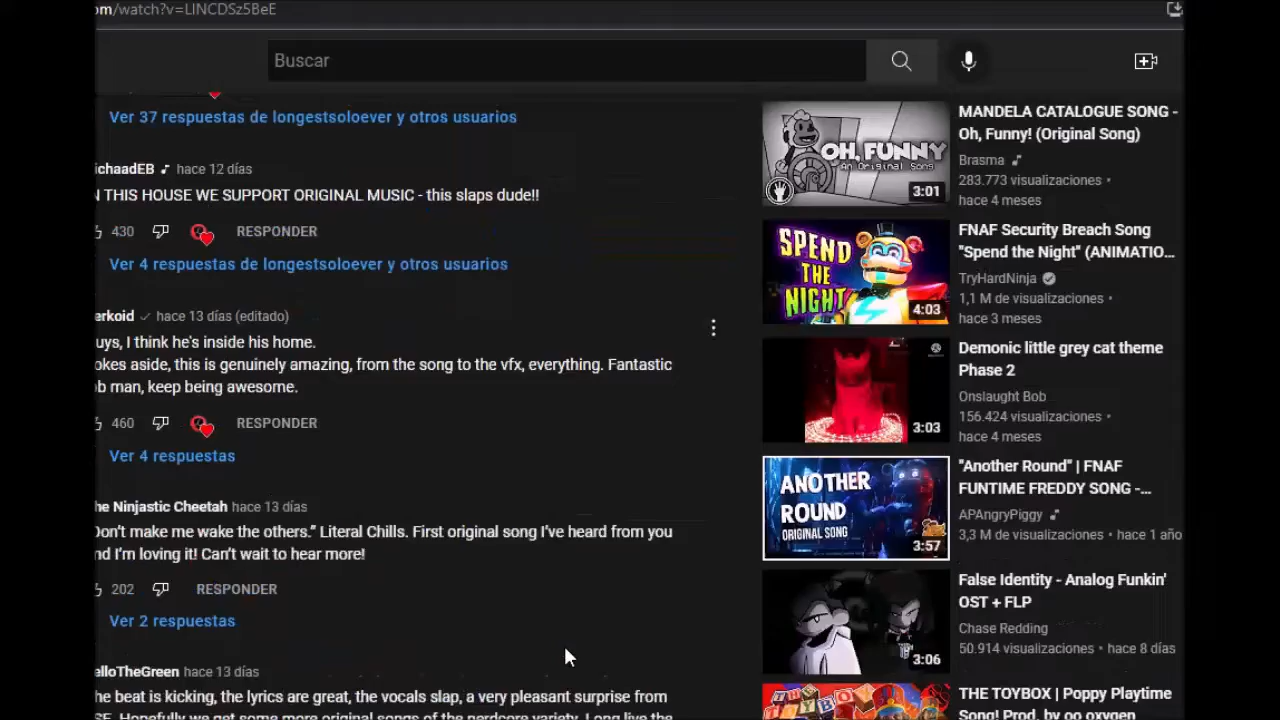 om/watch?v=LINCDSz5BeE
Buscar
Ver 37 respuestas de longestsoloever y otros usuarios
ichaadEB ♪ hace 12 días
N THIS HOUSE WE SUPPORT ORIGINAL MUSIC - this slaps dude!!
430 RESPONDER
Ver 4 respuestas de longestsoloever y otros usuarios
erkoid hace 13 días (editado)
uys, I think he's inside his home.
okes aside, this is genuinely amazing, from the song to the vfx, everything. Fantastic
ob man, keep being awesome.
460 RESPONDER
Ver 4 respuestas
he Ninjastic Cheetah hace 13 días
Don't make me wake the others.” Literal Chills. First original song I've heard from you
nd I'm loving it! Can't wait to hear more!
202 RESPONDER
Ver 2 respuestas
elloTheGreen hace 13 días
he beat is kicking, the lyrics are great, the vocals slap, a very pleasant surprise from
SE. Hopefully we get some more original songs of the nerdcore variety. Long live the
OH, FUNNY
An Original Song
3:01
MANDELA CATALOGUE SONG -
Oh, Funny! (Original Song)
Brasma ♪
283.773 visualizaciones •
hace 4 meses
SPEND
THE
NIGHT
4:03
FNAF Security Breach Song
"Spend the Night" (ANIMATIO...
TryHardNinja
1,1 M de visualizaciones •
hace 3 meses
3:03
Demonic little grey cat theme
Phase 2
Onslaught Bob
156.424 visualizaciones •
hace 4 meses
ANOTHER
ROUND
ORIGINAL SONG
3:57
"Another Round" | FNAF
FUNTIME FREDDY SONG -...
APAngryPiggy ♪
3,3 M de visualizaciones • hace 1 año
3:06
False Identity - Analog Funkin'
OST + FLP
Chase Redding
50.914 visualizaciones • hace 8 días
THE TOYBOX
THE TOYBOX | Poppy Playtime
Song! Prod. by oo oxygen